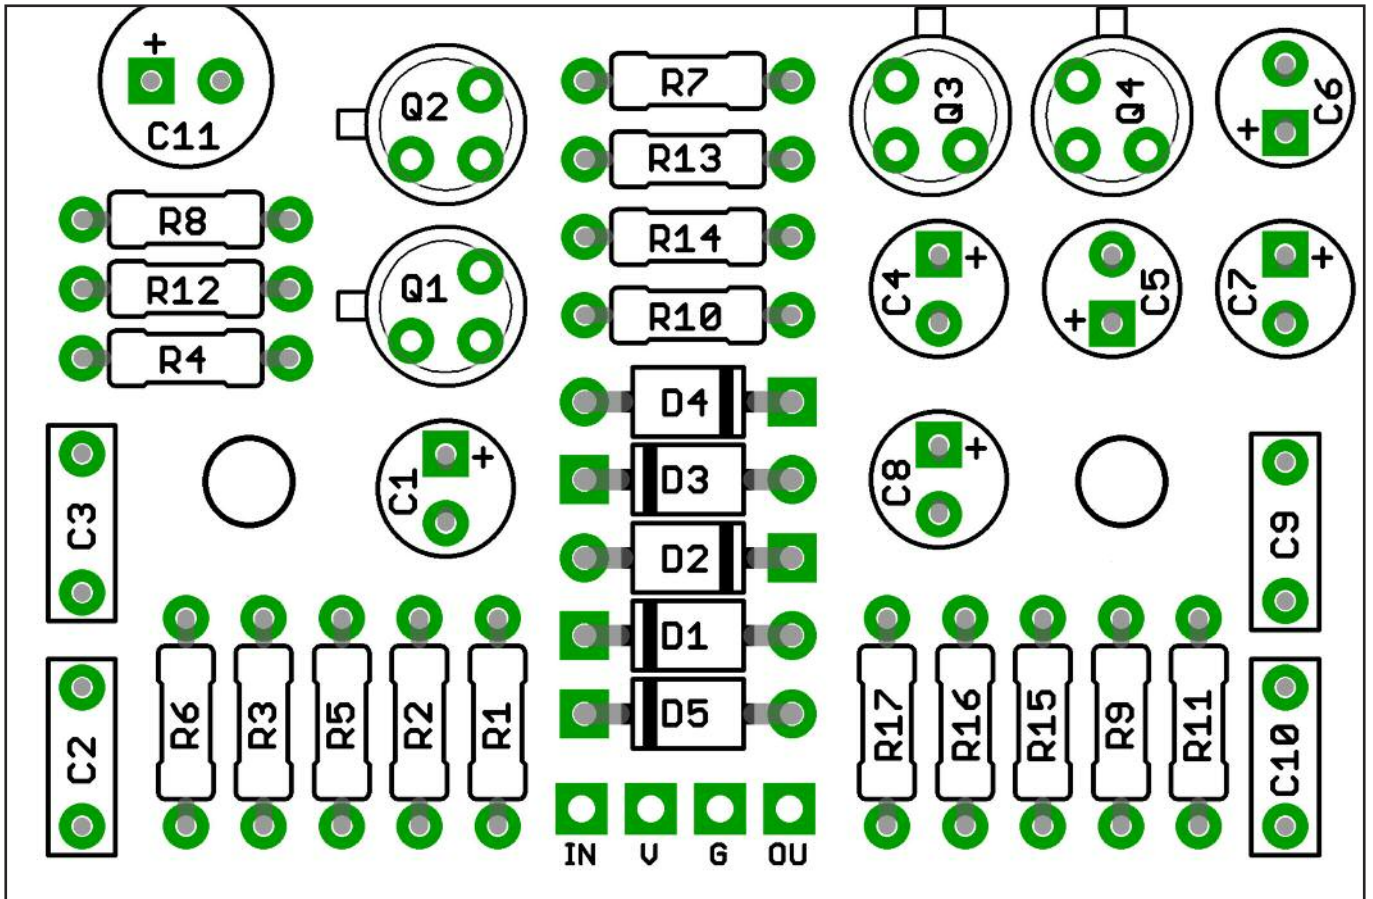 +
C11
Q2
R7
Q3
Q4
C6
+
R13
R8
R14
R12
Q1
R10
C4
+
C5
+
C7
+
R4
D4
C1
+
D3
C8
+
C3
D2
C9
D1
R6
R3
R5
R2
R1
D5
R17
R16
R15
R9
R11
C2
C10
IN V G OU